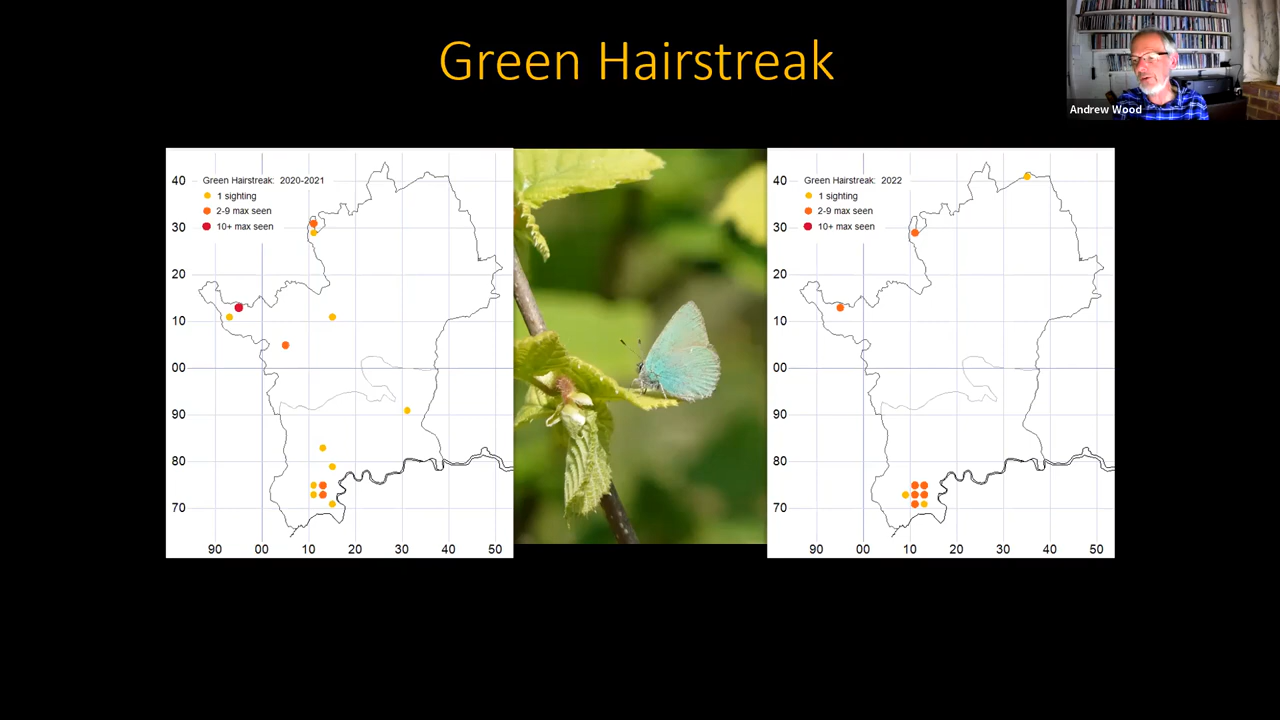 Green Hairstreak
Andrew Wood
Green Hairstreak: 2020-2021
1 sighting
2-9 max seen
10+ max seen
40
30
20
10
00
90
80
70
90 00 10 20 30 40 50
Green Hairstreak: 2022
1 sighting
2-9 max seen
10+ max seen
40
30
20
10
00
90
80
70
90 00 10 20 30 40 50